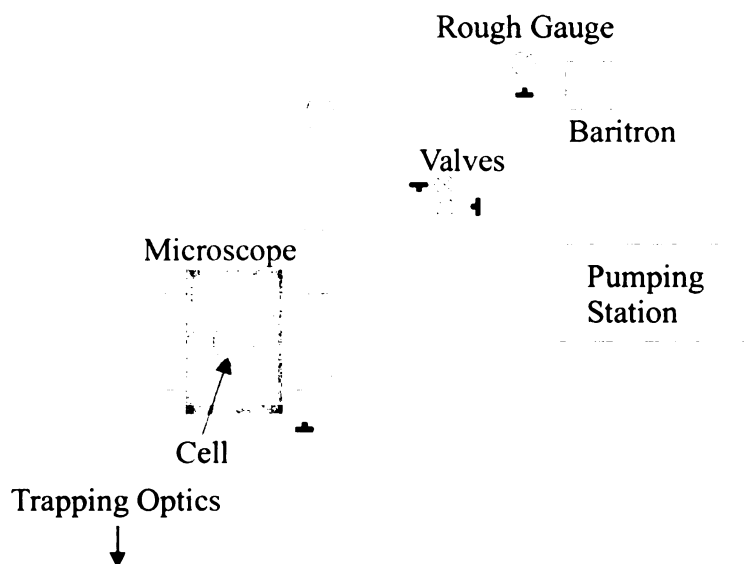 Rough Gauge
Baritron
Valves
Microscope
Pumping
Station
Cell
Trapping Optics